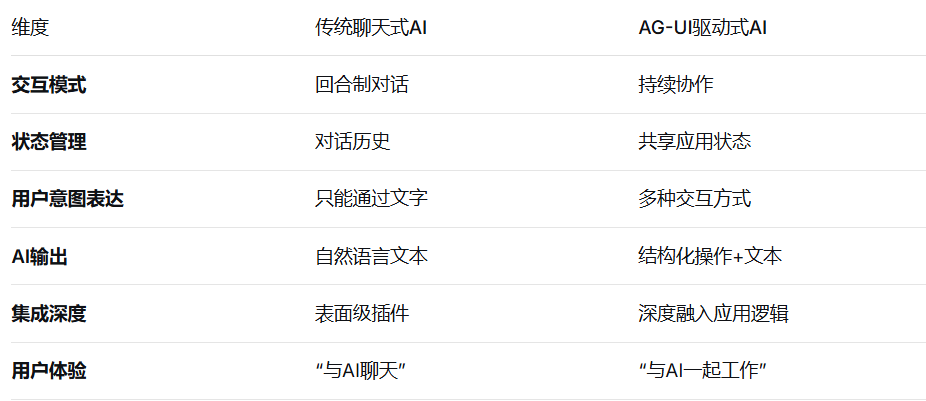 维度 传统聊天式AI AG-UI驱动式AI
交互模式 回合制对话 持续协作
状态管理 对话历史 共享应用状态
用户意图表达 只能通过文字 多种交互方式
AI输出 自然语言文本 结构化操作+文本
集成深度 表面级插件 深度融入应用逻辑
用户体验 “与AI聊天” “与AI一起工作”